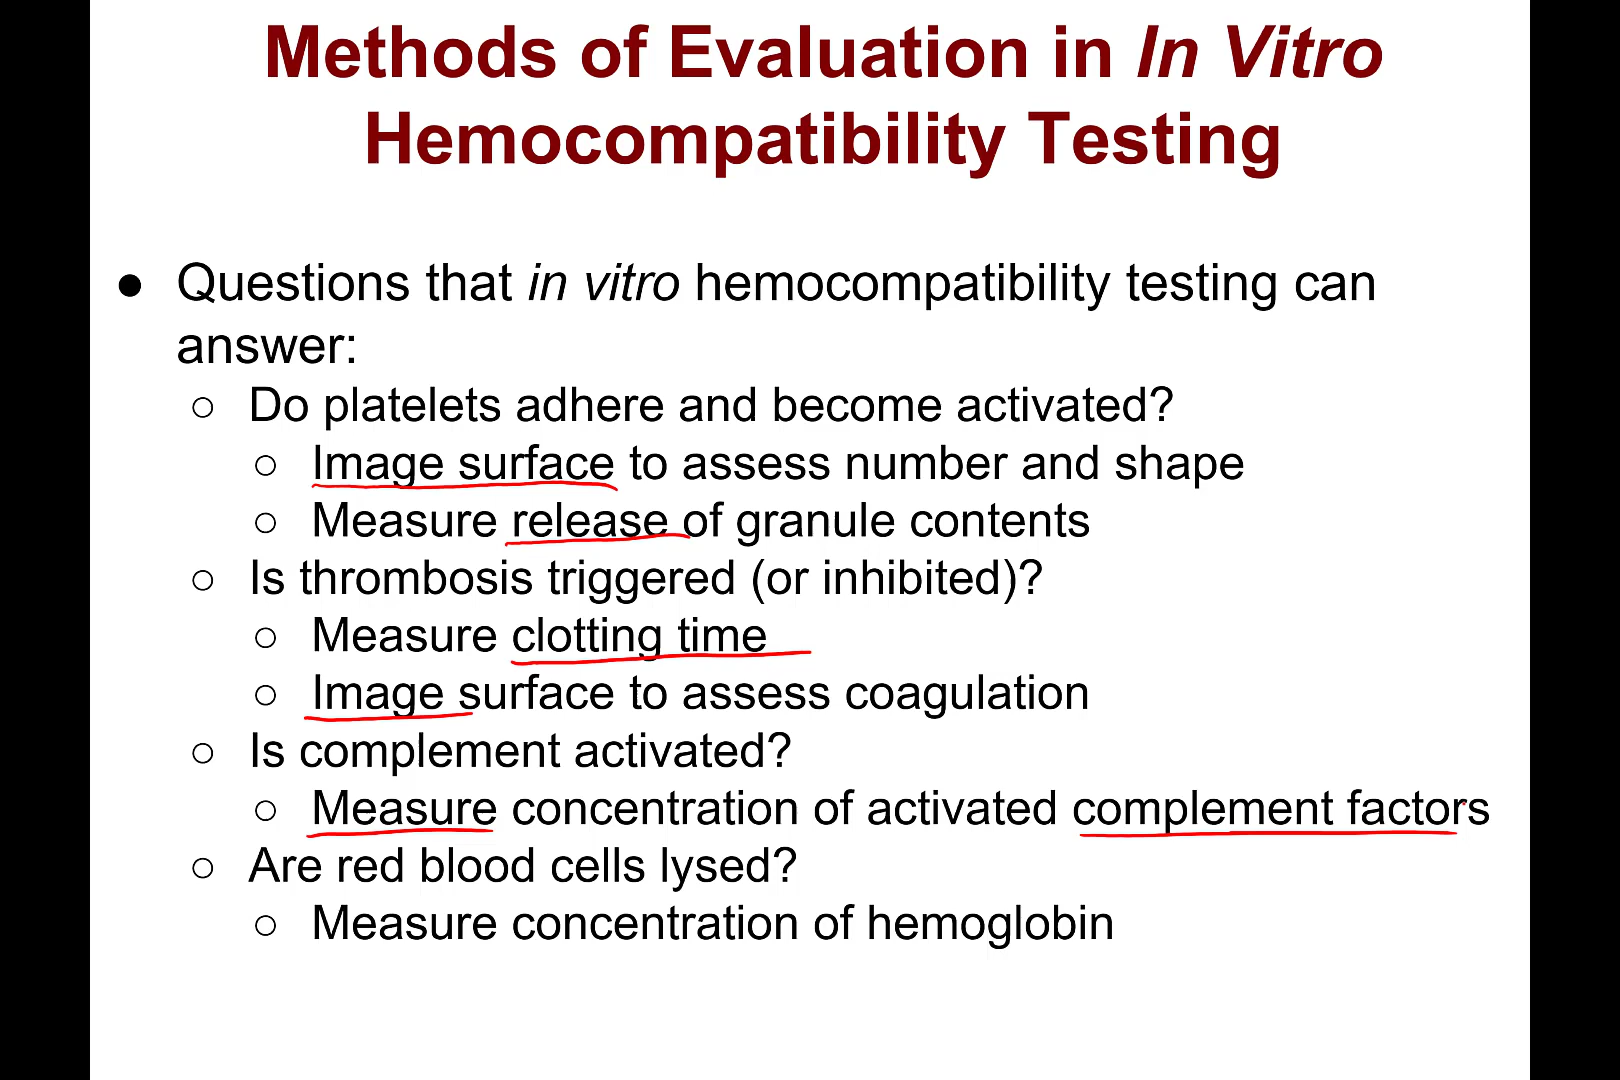 Methods of Evaluation in In Vitro
Hemocompatibility Testing
● Questions that in vitro hemocompatibility testing can
answer:
○ Do platelets adhere and become activated?
○ Image surface to assess number and shape
○ Measure release of granule contents
○ Is thrombosis triggered (or inhibited)?
○ Measure clotting time
○ Image surface to assess coagulation
○ Is complement activated?
○ Measure concentration of activated complement factors
○ Are red blood cells lysed?
○ Measure concentration of hemoglobin